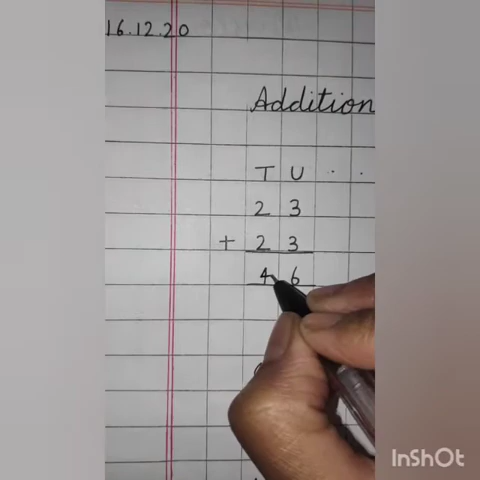 16.12.20
Addition
T U . .
2 3
+ 2 3
4 6
InShOt